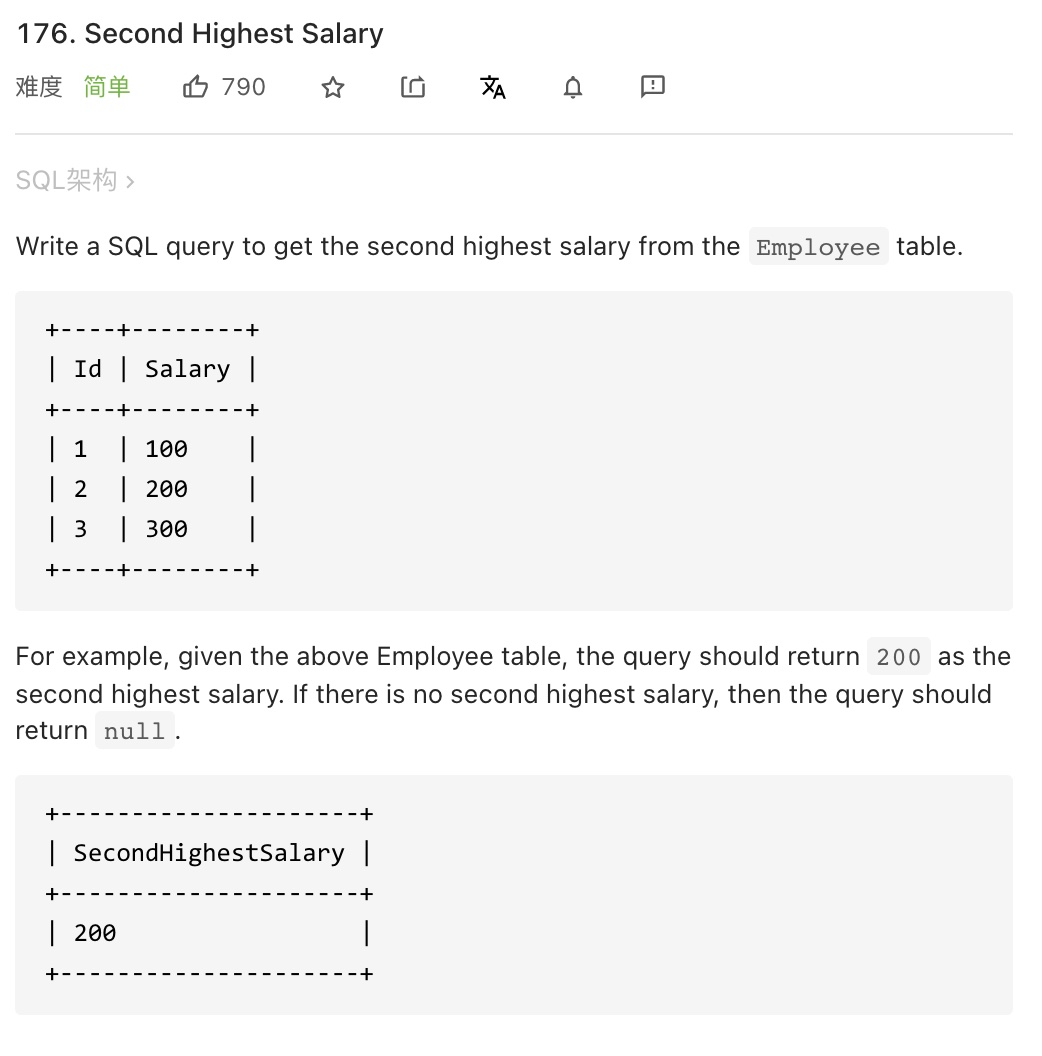 176. Second Highest Salary
难度 简单 790
SQL架构 >
Write a SQL query to get the second highest salary from the Employee table.
+----+--------+
| Id | Salary |
+----+--------+
| 1  | 100    |
| 2  | 200    |
| 3  | 300    |
+----+--------+
For example, given the above Employee table, the query should return 200 as the
second highest salary. If there is no second highest salary, then the query should
return null .
+---------------------+
| SecondHighestSalary |
+---------------------+
| 200                 |
+---------------------+